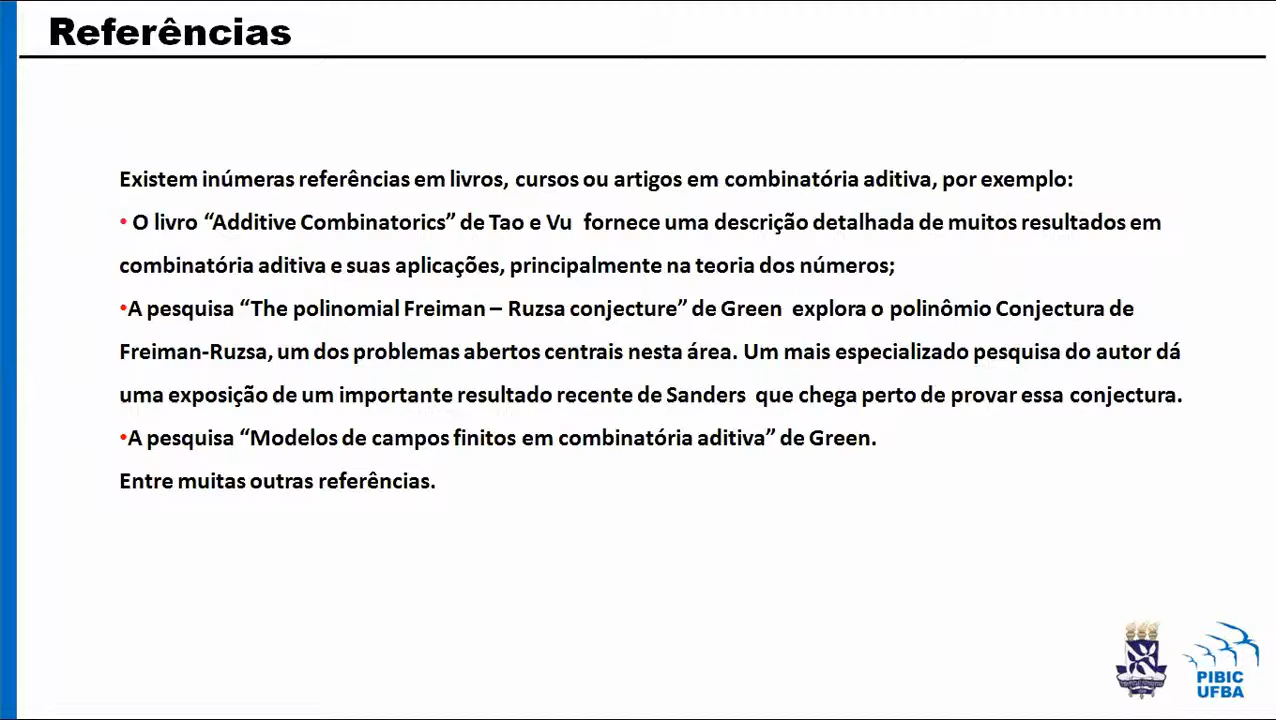 Referências
Existem inúmeras referências em livros, cursos ou artigos em combinatória aditiva, por exemplo:
• O livro “Additive Combinatorics” de Tao e Vu fornece uma descrição detalhada de muitos resultados em
combinatória aditiva e suas aplicações, principalmente na teoria dos números;
•A pesquisa “The polinomial Freiman – Ruzsa conjecture” de Green explora o polinômio Conjectura de
Freiman-Ruzsa, um dos problemas abertos centrais nesta área. Um mais especializado pesquisa do autor dá
uma exposição de um importante resultado recente de Sanders que chega perto de provar essa conjectura.
•A pesquisa “Modelos de campos finitos em combinatória aditiva” de Green.
Entre muitas outras referências.
PIBIC
UFBA